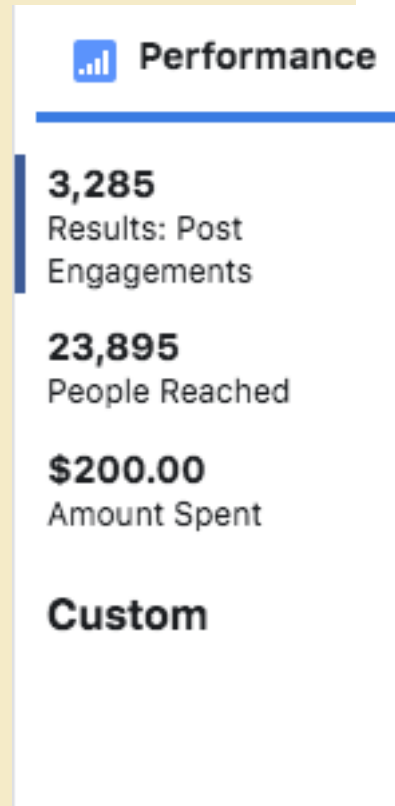 Performance
3,285
Results: Post
Engagements
23,895
People Reached
$200.00
Amount Spent
Custom